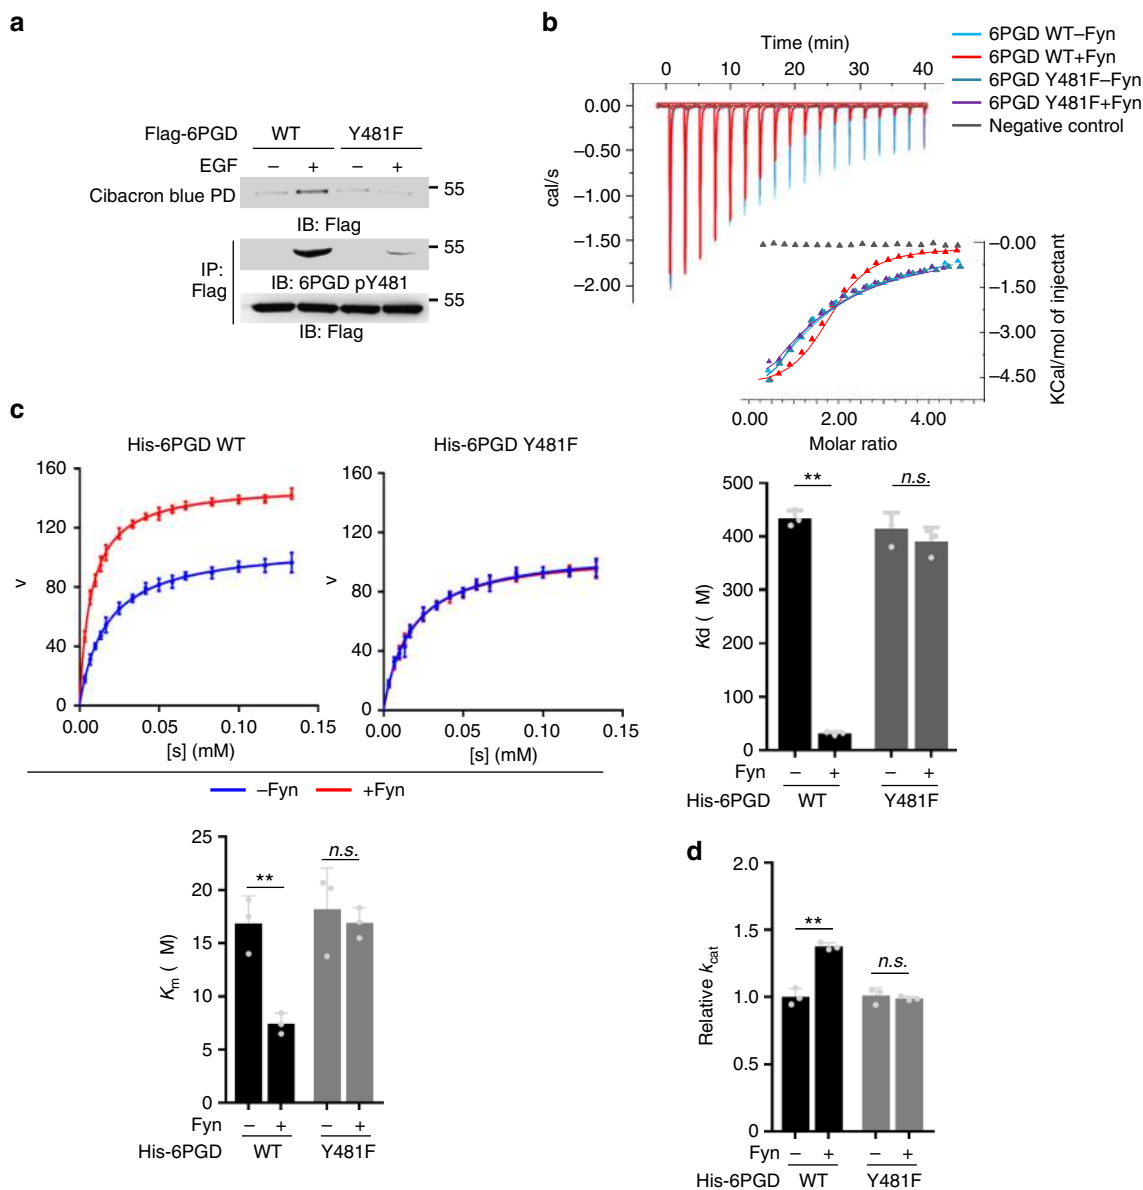 a
Flag-6PGD WT Y481F
EGF – + – +
Cibacron blue PD 55
IB: Flag
55
IP: Flag
IB: 6PGD pY481
55
IB: Flag
b
Time (min)
0 10 20 30 40
6PGD WT–Fyn
6PGD WT+Fyn
6PGD Y481F–Fyn
6PGD Y481F+Fyn
Negative control
cal/s
0.00
–0.50
–1.00
–1.50
–2.00
–0.00
–1.50
–3.00
–4.50
KCal/mol of injectant
0.00 2.00 4.00
Molar ratio
500
400
300
200
100
0
Kd ( M)
** n.s.
Fyn – + – +
His-6PGD WT Y481F
c
His-6PGD WT
160
120
80
40
0
v
0.00 0.05 0.10 0.15
[s] (mM)
His-6PGD Y481F
160
120
80
40
0
v
0.00 0.05 0.10 0.15
[s] (mM)
–Fyn +Fyn
25
20
15
10
5
0
Km ( M)
** n.s.
Fyn – + – +
His-6PGD WT Y481F
d
2.0
1.5
1.0
0.5
0
Relative kcat
** n.s.
Fyn – + – +
His-6PGD WT Y481F